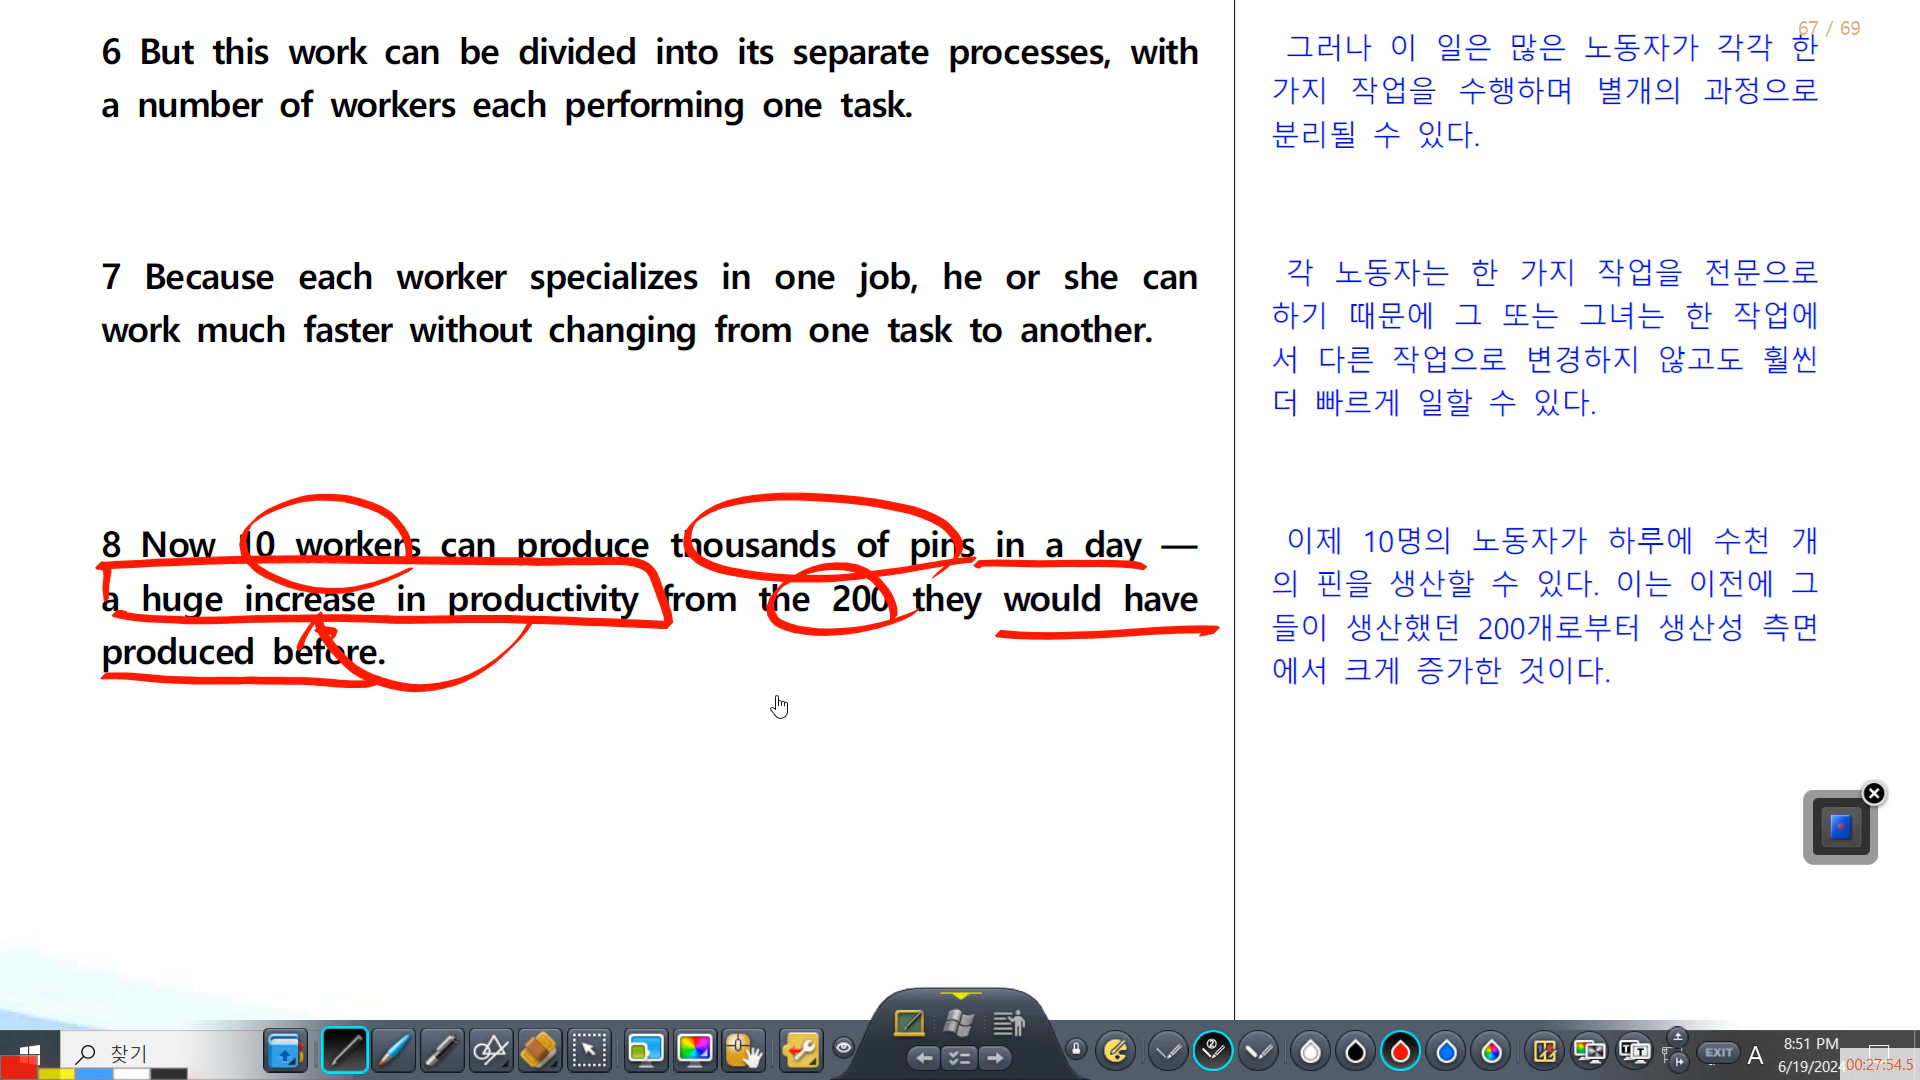 67 / 69
6 But this work can be divided into its separate processes, with
a number of workers each performing one task.
그러나 이 일은 많은 노동자가 각각 한
가지 작업을 수행하며 별개의 과정으로
분리될 수 있다.
7 Because each worker specializes in one job, he or she can
work much faster without changing from one task to another.
각 노동자는 한 가지 작업을 전문으로
하기 때문에 그 또는 그녀는 한 작업에
서 다른 작업으로 변경하지 않고도 훨씬
더 빠르게 일할 수 있다.
8 Now 10 workers can produce thousands of pins in a day —
a huge increase in productivity from the 200 they would have
produced before.
이제 10명의 노동자가 하루에 수천 개
의 핀을 생산할 수 있다. 이는 이전에 그
들이 생산했던 200개로부터 생산성 측면
에서 크게 증가한 것이다.
찾기
EXIT
A
8:51 PM
6/19/2024
00:27:54.5